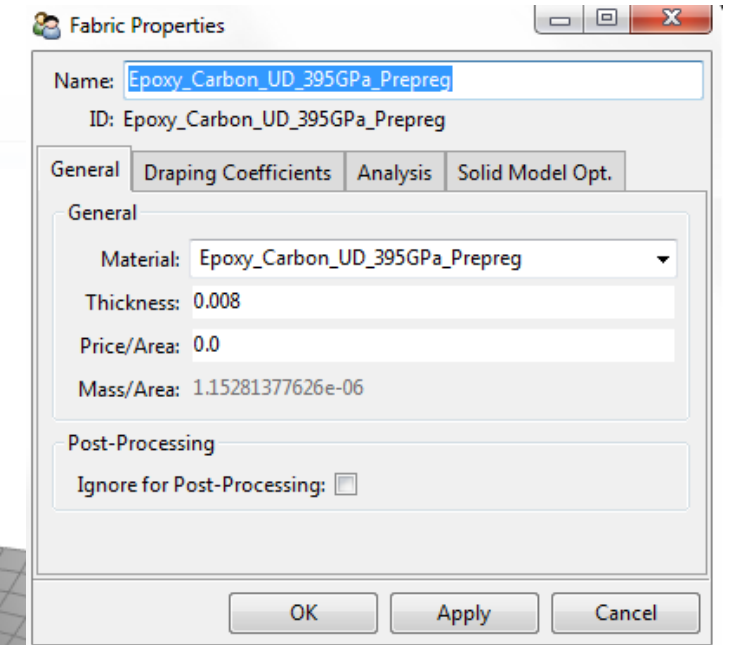 Fabric Properties
Name: Epoxy_Carbon_UD_395GPa_Prepreg
ID: Epoxy_Carbon_UD_395GPa_Prepreg
General Draping Coefficients Analysis Solid Model Opt.
General
Material: Epoxy_Carbon_UD_395GPa_Prepreg
Thickness: 0.008
Price/Area: 0.0
Mass/Area: 1.15281377626e-06
Post-Processing
Ignore for Post-Processing:
OK Apply Cancel